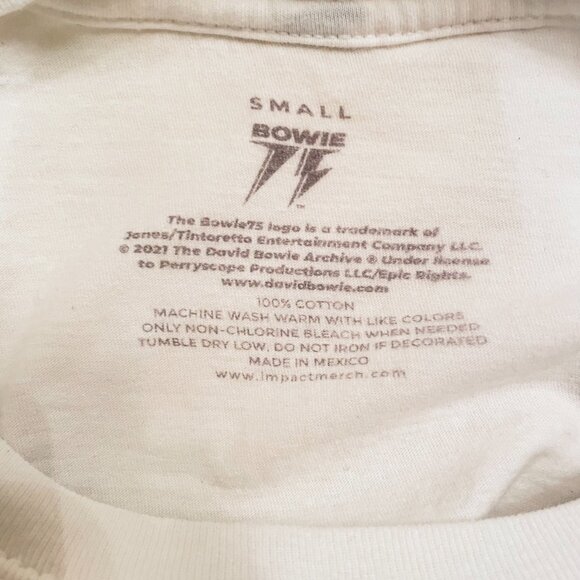 SMALL
BOWIE
75™
The Bowie75 logo is a trademark of
Jones/Tintoretto Entertainment Company LLC.
© 2021 The David Bowie Archive ® Under license
to Perryscope Productions LLC/Epic Rights.
www.davidbowie.com
100% COTTON
MACHINE WASH WARM WITH LIKE COLORS
ONLY NON-CHLORINE BLEACH WHEN NEEDED
TUMBLE DRY LOW, DO NOT IRON IF DECORATED
MADE IN MEXICO
www.impactmerch.com